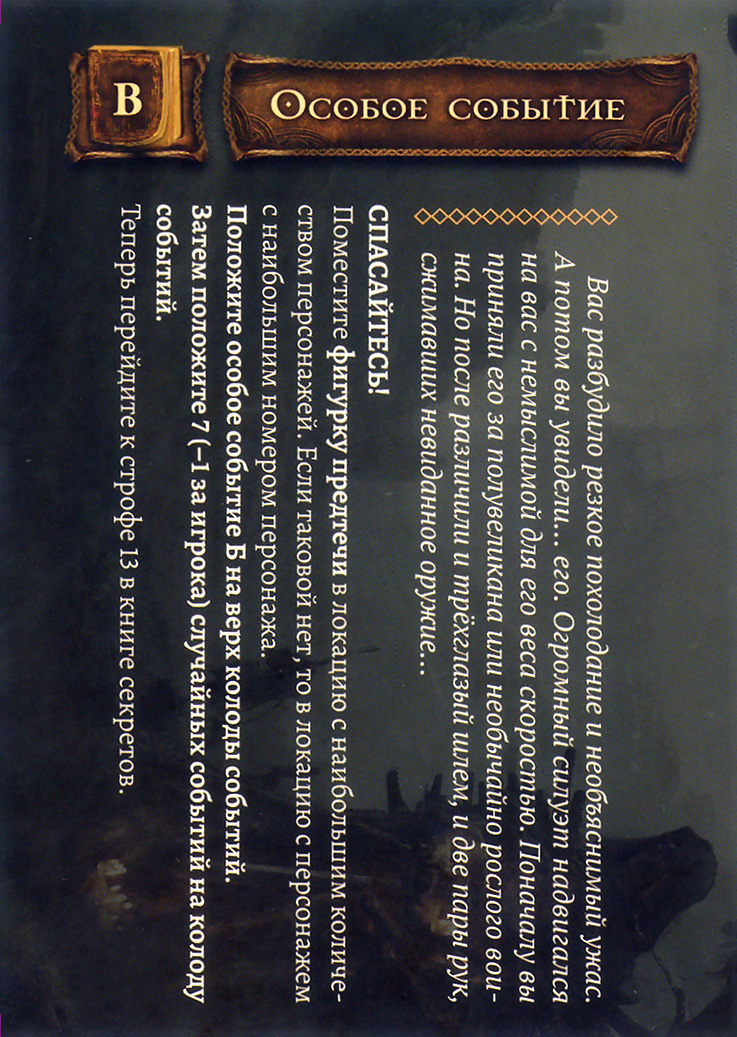 В
Особое событие
Вас разбудило резкое похолодание и необъяснимый ужас.
А потом вы увидели... его. Огромный силуэт надвигался
на вас с немыслимой для его веса скоростью. Поначалу вы
приняли его за полувеликана или необычайно рослого вои-
на. Но после различили и трёхглазый шлем, и две пары рук,
сжимавших невиданное оружие...
СПАСАЙТЕСЬ!
Поместите фигурку предтечи в локацию с наибольшим количе-
ством персонажей. Если таковой нет, то в локацию с персонажем
с наибольшим номером персонажа.
Положите особое событие Б на верх колоды событий.
Затем положите 7 (–1 за игрока) случайных событий на колоду
событий.
Теперь перейдите к строфе 13 в книге секретов.